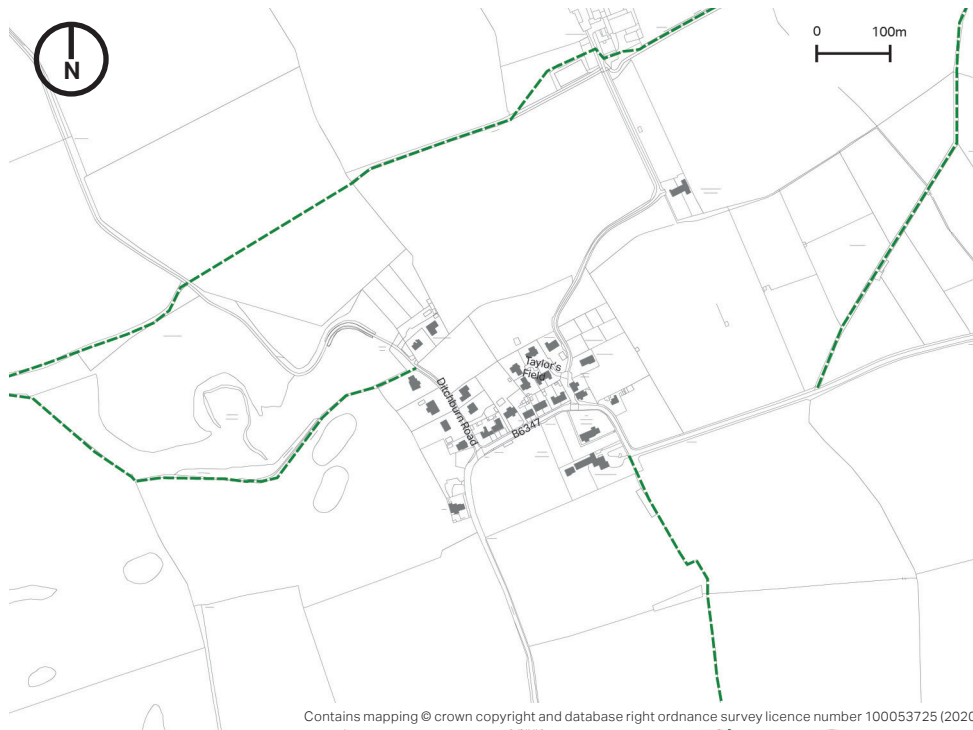 N
0 100m
Taylor's
Field
Ditchburn Road
B6347
Contains mapping © crown copyright and database right ordnance survey licence number 100053725 (2020